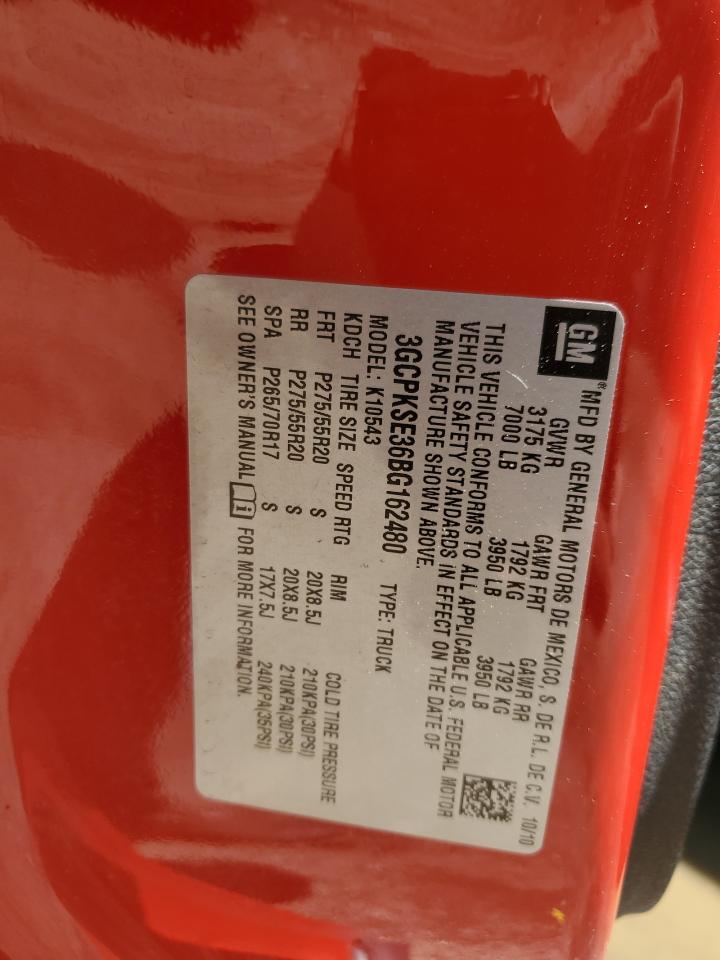 GM® MFD BY GENERAL MOTORS DE MEXICO, S. DE R.L. DE C.V. 10/10
GVWR GAWR FRT GAWR RR
3175 KG 1792 KG 1792 KG
7000 LB 3950 LB 3950 LB
THIS VEHICLE CONFORMS TO ALL APPLICABLE U.S. FEDERAL MOTOR
VEHICLE SAFETY STANDARDS IN EFFECT ON THE DATE OF
MANUFACTURE SHOWN ABOVE.
3GCPKSE36BG162480 TYPE: TRUCK
MODEL: K10543
KDCH TIRE SIZE SPEED RTG RIM COLD TIRE PRESSURE
FRT P275/55R20 S 20X8.5J 210KPA(30PSI)
RR P275/55R20 S 20X8.5J 210KPA(30PSI)
SPA P265/70R17 S 17X7.5J 240KPA(35PSI)
SEE OWNER'S MANUAL i FOR MORE INFORMATION.